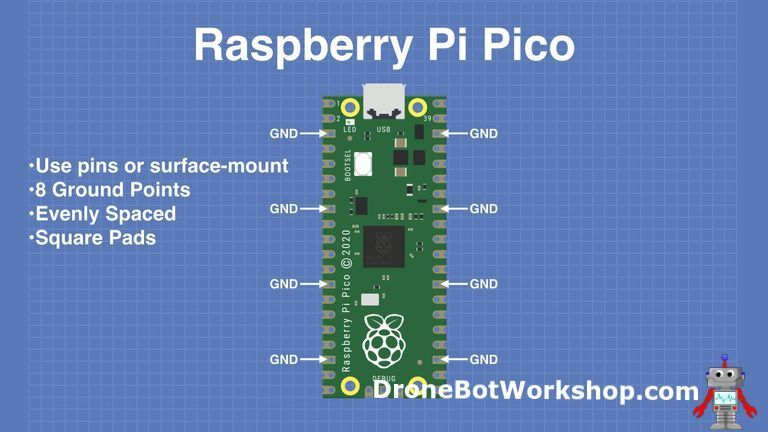 Raspberry Pi Pico
1
2
39
LED
USB
GND
GND
BOOTSEL
•Use pins or surface-mount
•8 Ground Points
•Evenly Spaced
•Square Pads
GND
GND
Raspberry Pi Pico © 2020
GND
GND
GND
GND
DEBUG
DroneBotWorkshop.com